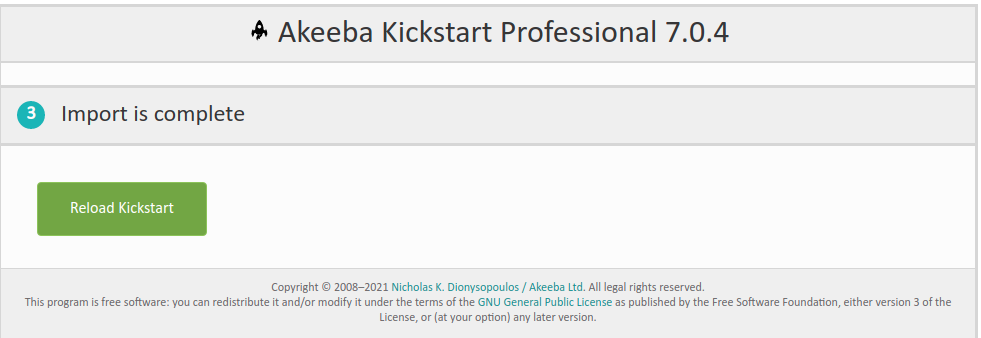 Akeeba Kickstart Professional 7.0.4
3 Import is complete
Reload Kickstart
Copyright © 2008–2021 Nicholas K. Dionysopoulos / Akeeba Ltd. All legal rights reserved.
This program is free software: you can redistribute it and/or modify it under the terms of the GNU General Public License as published by the Free Software Foundation, either version 3 of the
License, or (at your option) any later version.